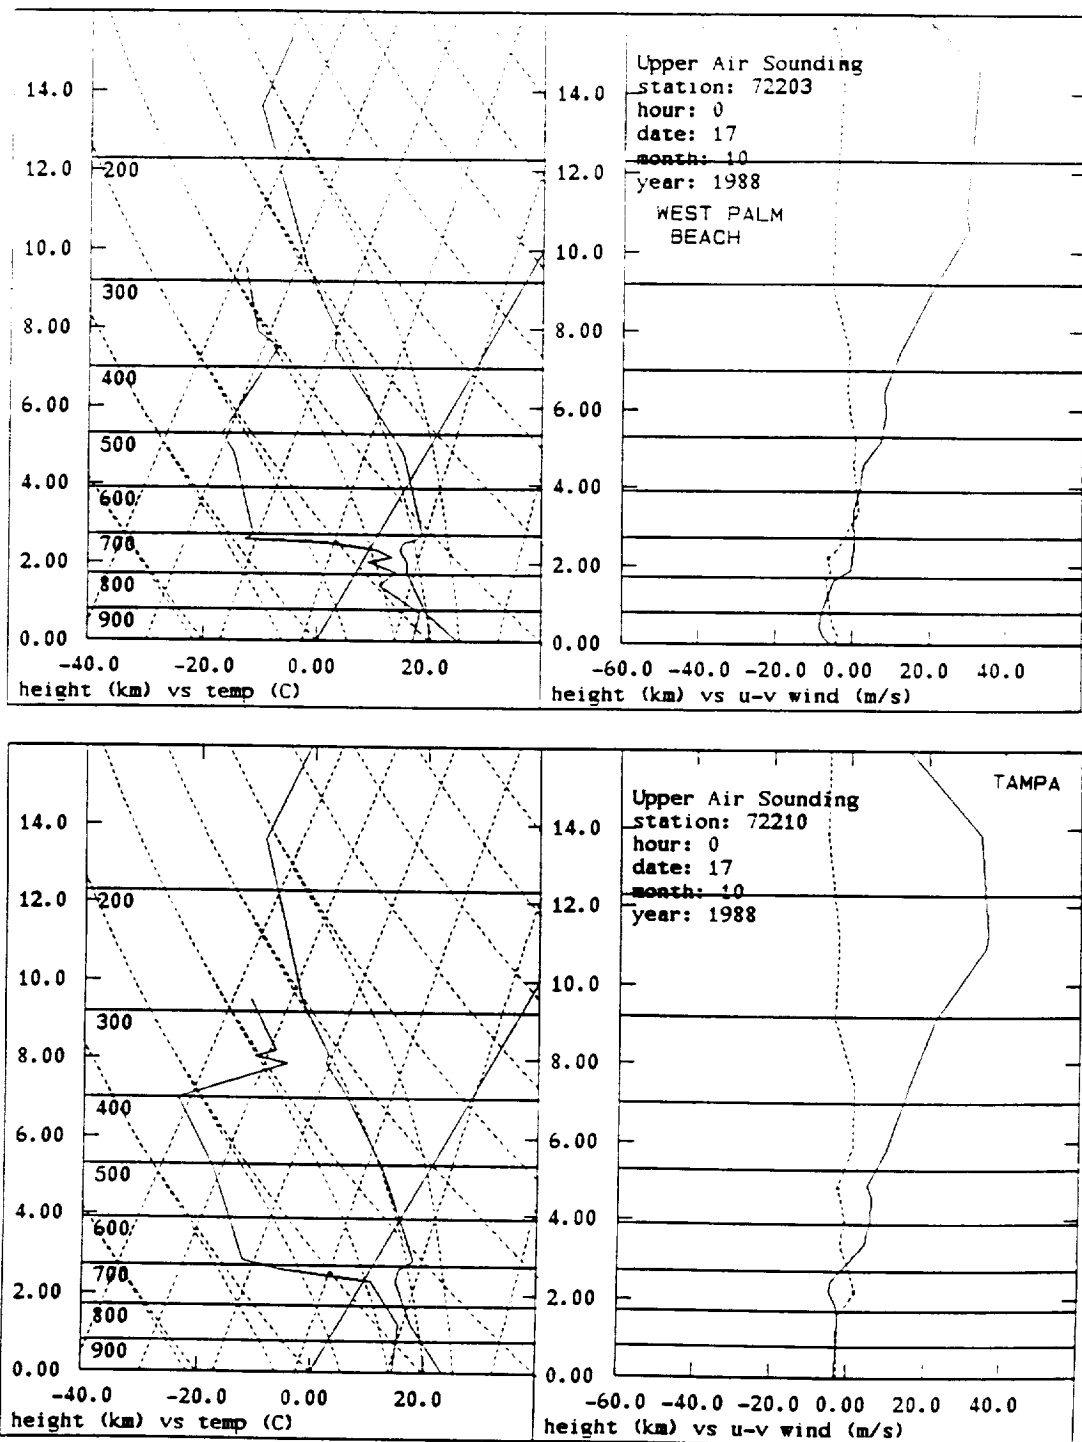 Upper Air Sounding
station: 72203
hour: 0
date: 17
month: 10
year: 1988
WEST PALM
BEACH
14.0
12.0
10.0
8.00
6.00
4.00
2.00
0.00
200
300
400
500
600
700
800
900
-40.0 -20.0 0.00 20.0
height (km) vs temp (C)
14.0
12.0
10.0
8.00
6.00
4.00
2.00
0.00
-60.0 -40.0 -20.0 0.00 20.0 40.0
height (km) vs u-v wind (m/s)
TAMPA
Upper Air Sounding
station: 72210
hour: 0
date: 17
month: 10
year: 1988
14.0
12.0
10.0
8.00
6.00
4.00
2.00
0.00
200
300
400
500
600
700
800
900
-40.0 -20.0 0.00 20.0
height (km) vs temp (C)
14.0
12.0
10.0
8.00
6.00
4.00
2.00
0.00
-60.0 -40.0 -20.0 0.00 20.0 40.0
height (km) vs u-v wind (m/s)